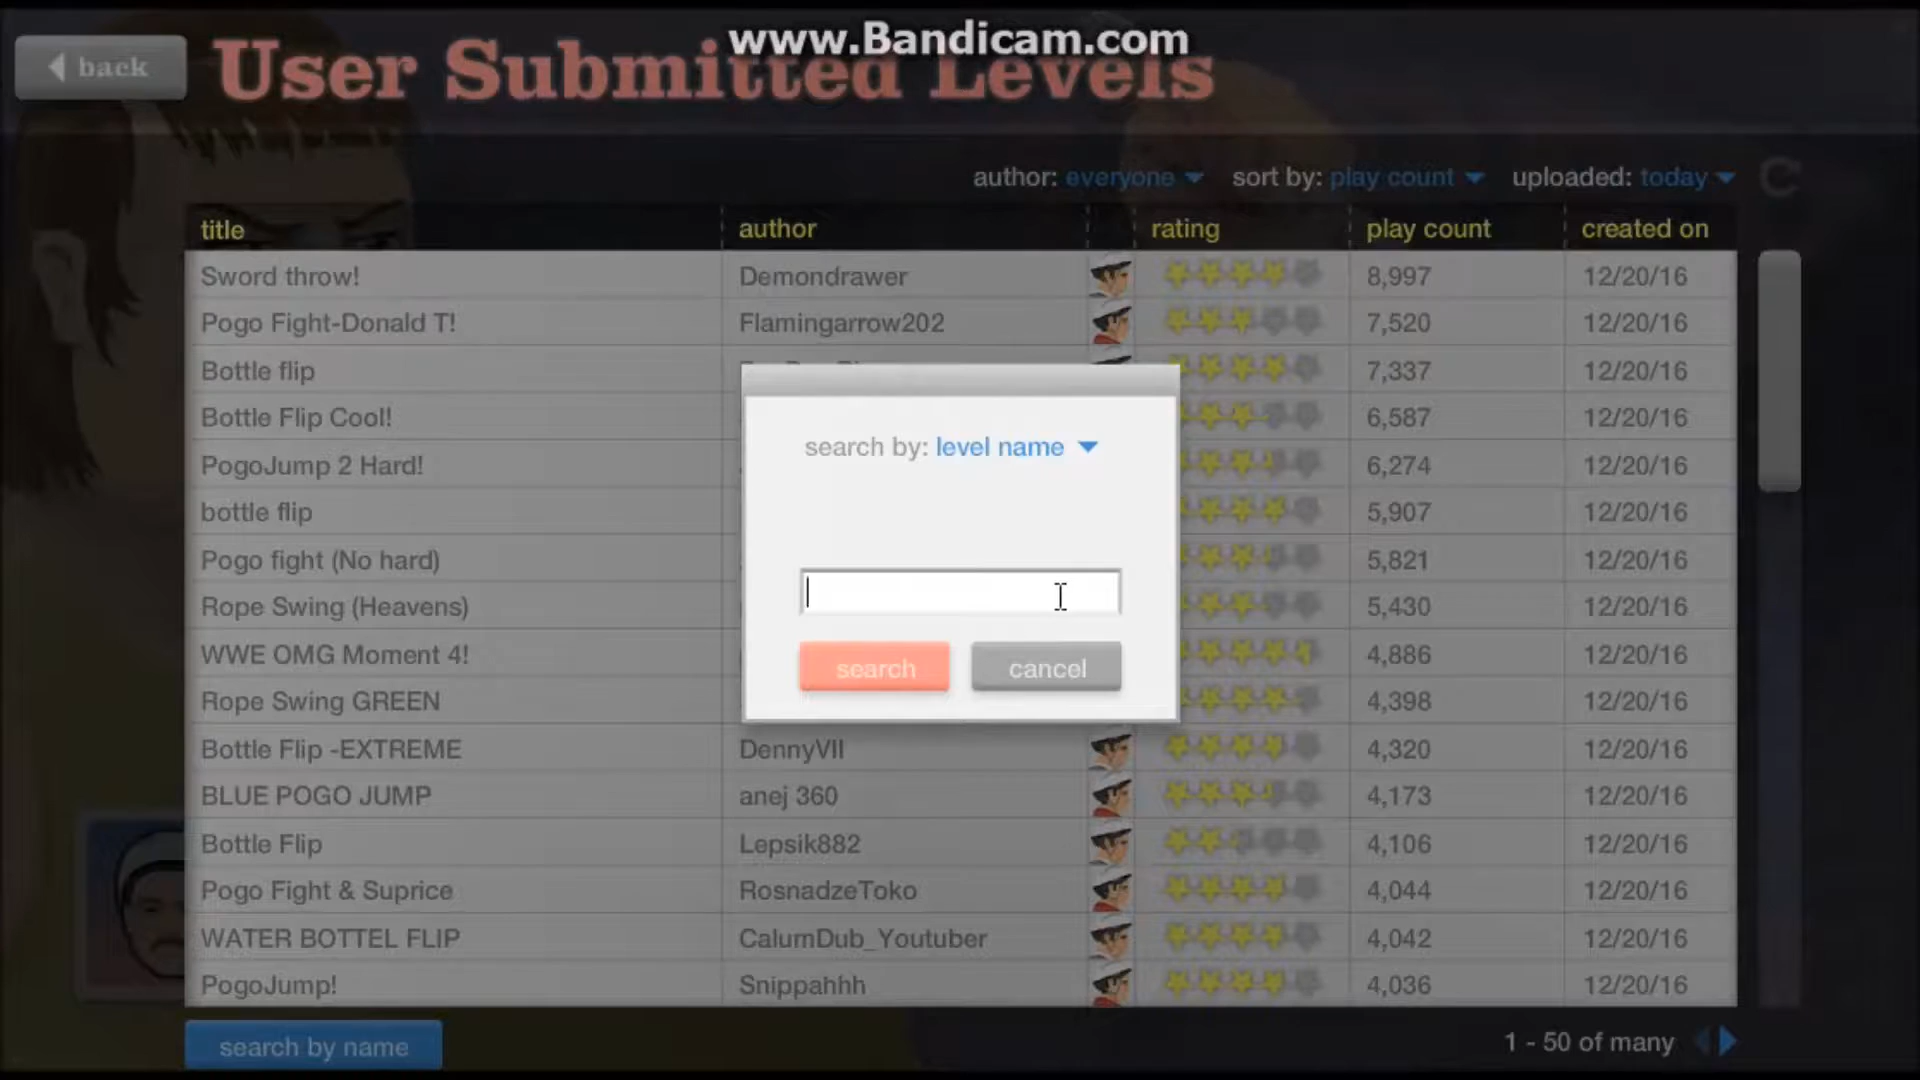 www.Bandicam.com
back
User Submitted Levels
author: everyone sort by: play count uploaded: today
title author rating play count created on
Sword throw! Demondrawer 8,997 12/20/16
Pogo Fight-Donald T! Flamingarrow202 7,520 12/20/16
Bottle flip 7,337 12/20/16
Bottle Flip Cool! 6,587 12/20/16
search by: level name
PogoJump 2 Hard! 6,274 12/20/16
bottle flip 5,907 12/20/16
Pogo fight (No hard) 5,821 12/20/16
Rope Swing (Heavens) 5,430 12/20/16
WWE OMG Moment 4! 4,886 12/20/16
search cancel
Rope Swing GREEN 4,398 12/20/16
Bottle Flip -EXTREME DennyVII 4,320 12/20/16
BLUE POGO JUMP anej 360 4,173 12/20/16
Bottle Flip Lepsik882 4,106 12/20/16
Pogo Fight & Suprice RosnadzeToko 4,044 12/20/16
WATER BOTTEL FLIP CalumDub_Youtuber 4,042 12/20/16
PogoJump! Snippahhh 4,036 12/20/16
search by name 1 - 50 of many